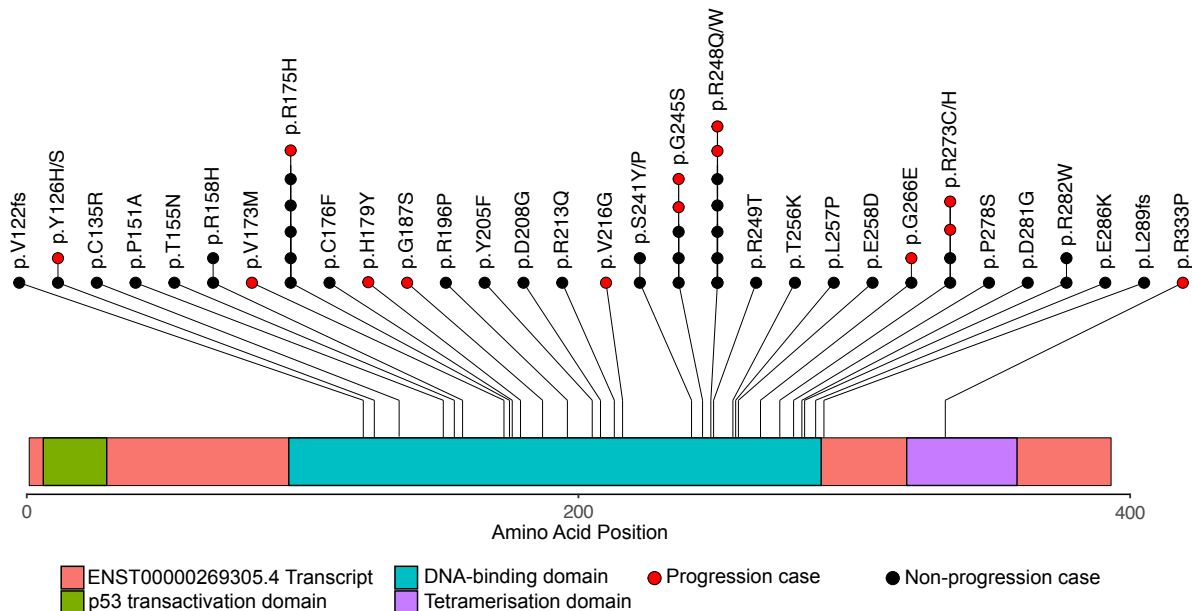 p.V122fs
p.Y126H/S
p.C135R
p.P151A
p.T155N
p.R158H
p.V173M
p.R175H
p.C176F
p.H179Y
p.G187S
p.R196P
p.Y205F
p.D208G
p.R213Q
p.V216G
p.S241Y/P
p.G245S
p.R248Q/W
p.R249T
p.T256K
p.L257P
p.E258D
p.G266E
p.R273C/H
p.P278S
p.D281G
p.R282W
p.E286K
p.L289fs
p.R333P
0 200 400
Amino Acid Position
ENST00000269305.4 Transcript DNA-binding domain Progression case Non-progression case
p53 transactivation domain Tetramerisation domain